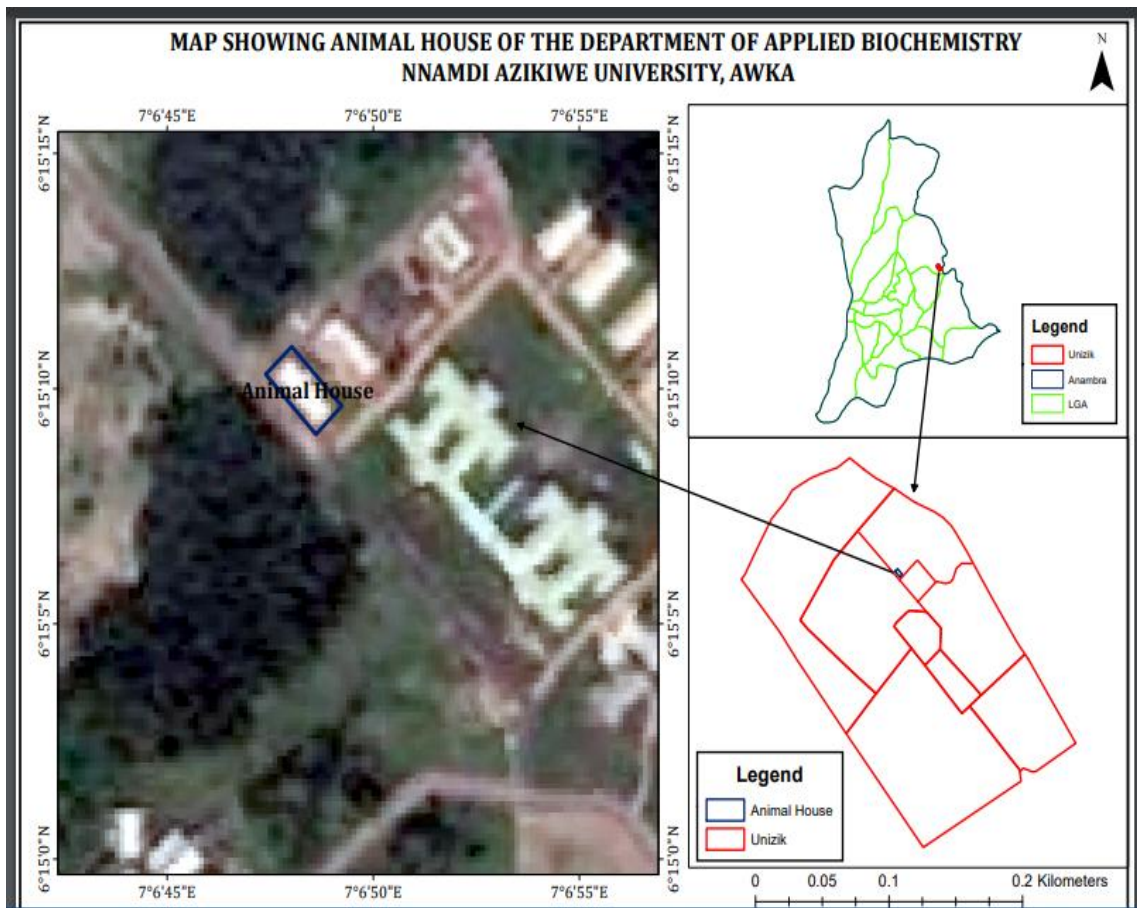 MAP SHOWING ANIMAL HOUSE OF THE DEPARTMENT OF APPLIED BIOCHEMISTRY
NNAMDI AZIKIWE UNIVERSITY, AWKA
N
7°6'45"E 7°6'50"E 7°6'55"E
6°15'15"N
6°15'10"N
6°15'5"N
6°15'0"N
Animal House
6°15'15"N
6°15'10"N
6°15'5"N
6°15'0"N
7°6'45"E 7°6'50"E 7°6'55"E
Legend
Unizik
Anambra
LGA
Legend
Animal House
Unizik
0 0.05 0.1 0.2 Kilometers